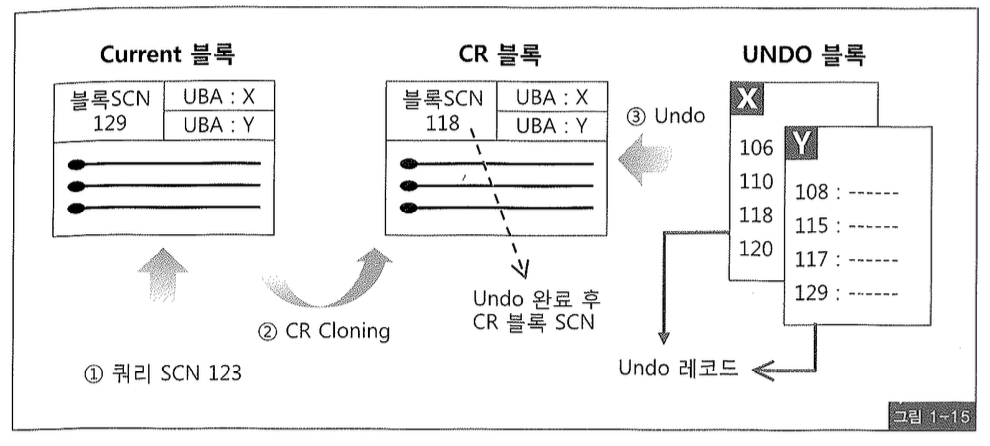 Current 블록
CR 블록
UNDO 블록
블록SCN
129
UBA : X
UBA : Y
블록SCN
118
UBA : X
UBA : Y
③ Undo
X
106
110
118
120
Y
108 : ------
115 : ------
117 : ------
129 : ------
② CR Cloning
Undo 완료 후
CR 블록 SCN
① 쿼리 SCN 123
Undo 레코드
그림 1-15